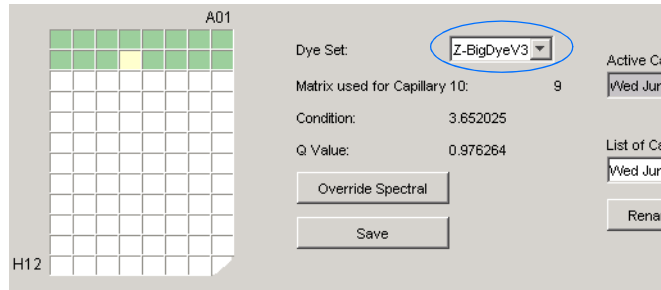 A01
Dye Set: Z-BigDyeV3
Matrix used for Capillary 10: 9
Condition: 3.652025
Q Value: 0.976264
Override Spectral
Save
H12
Active Ca
Wed Jun
List of Ca
Wed Jun
Rena